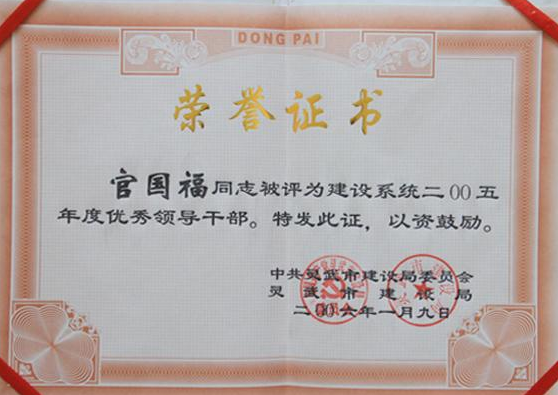 DONG PAI
荣誉证书
官国福同志被评为建设系统二00五
年度优秀领导干部。特发此证，以资鼓励。
中共灵武市建设局委员会
灵武市建设局
二00六年一月九日